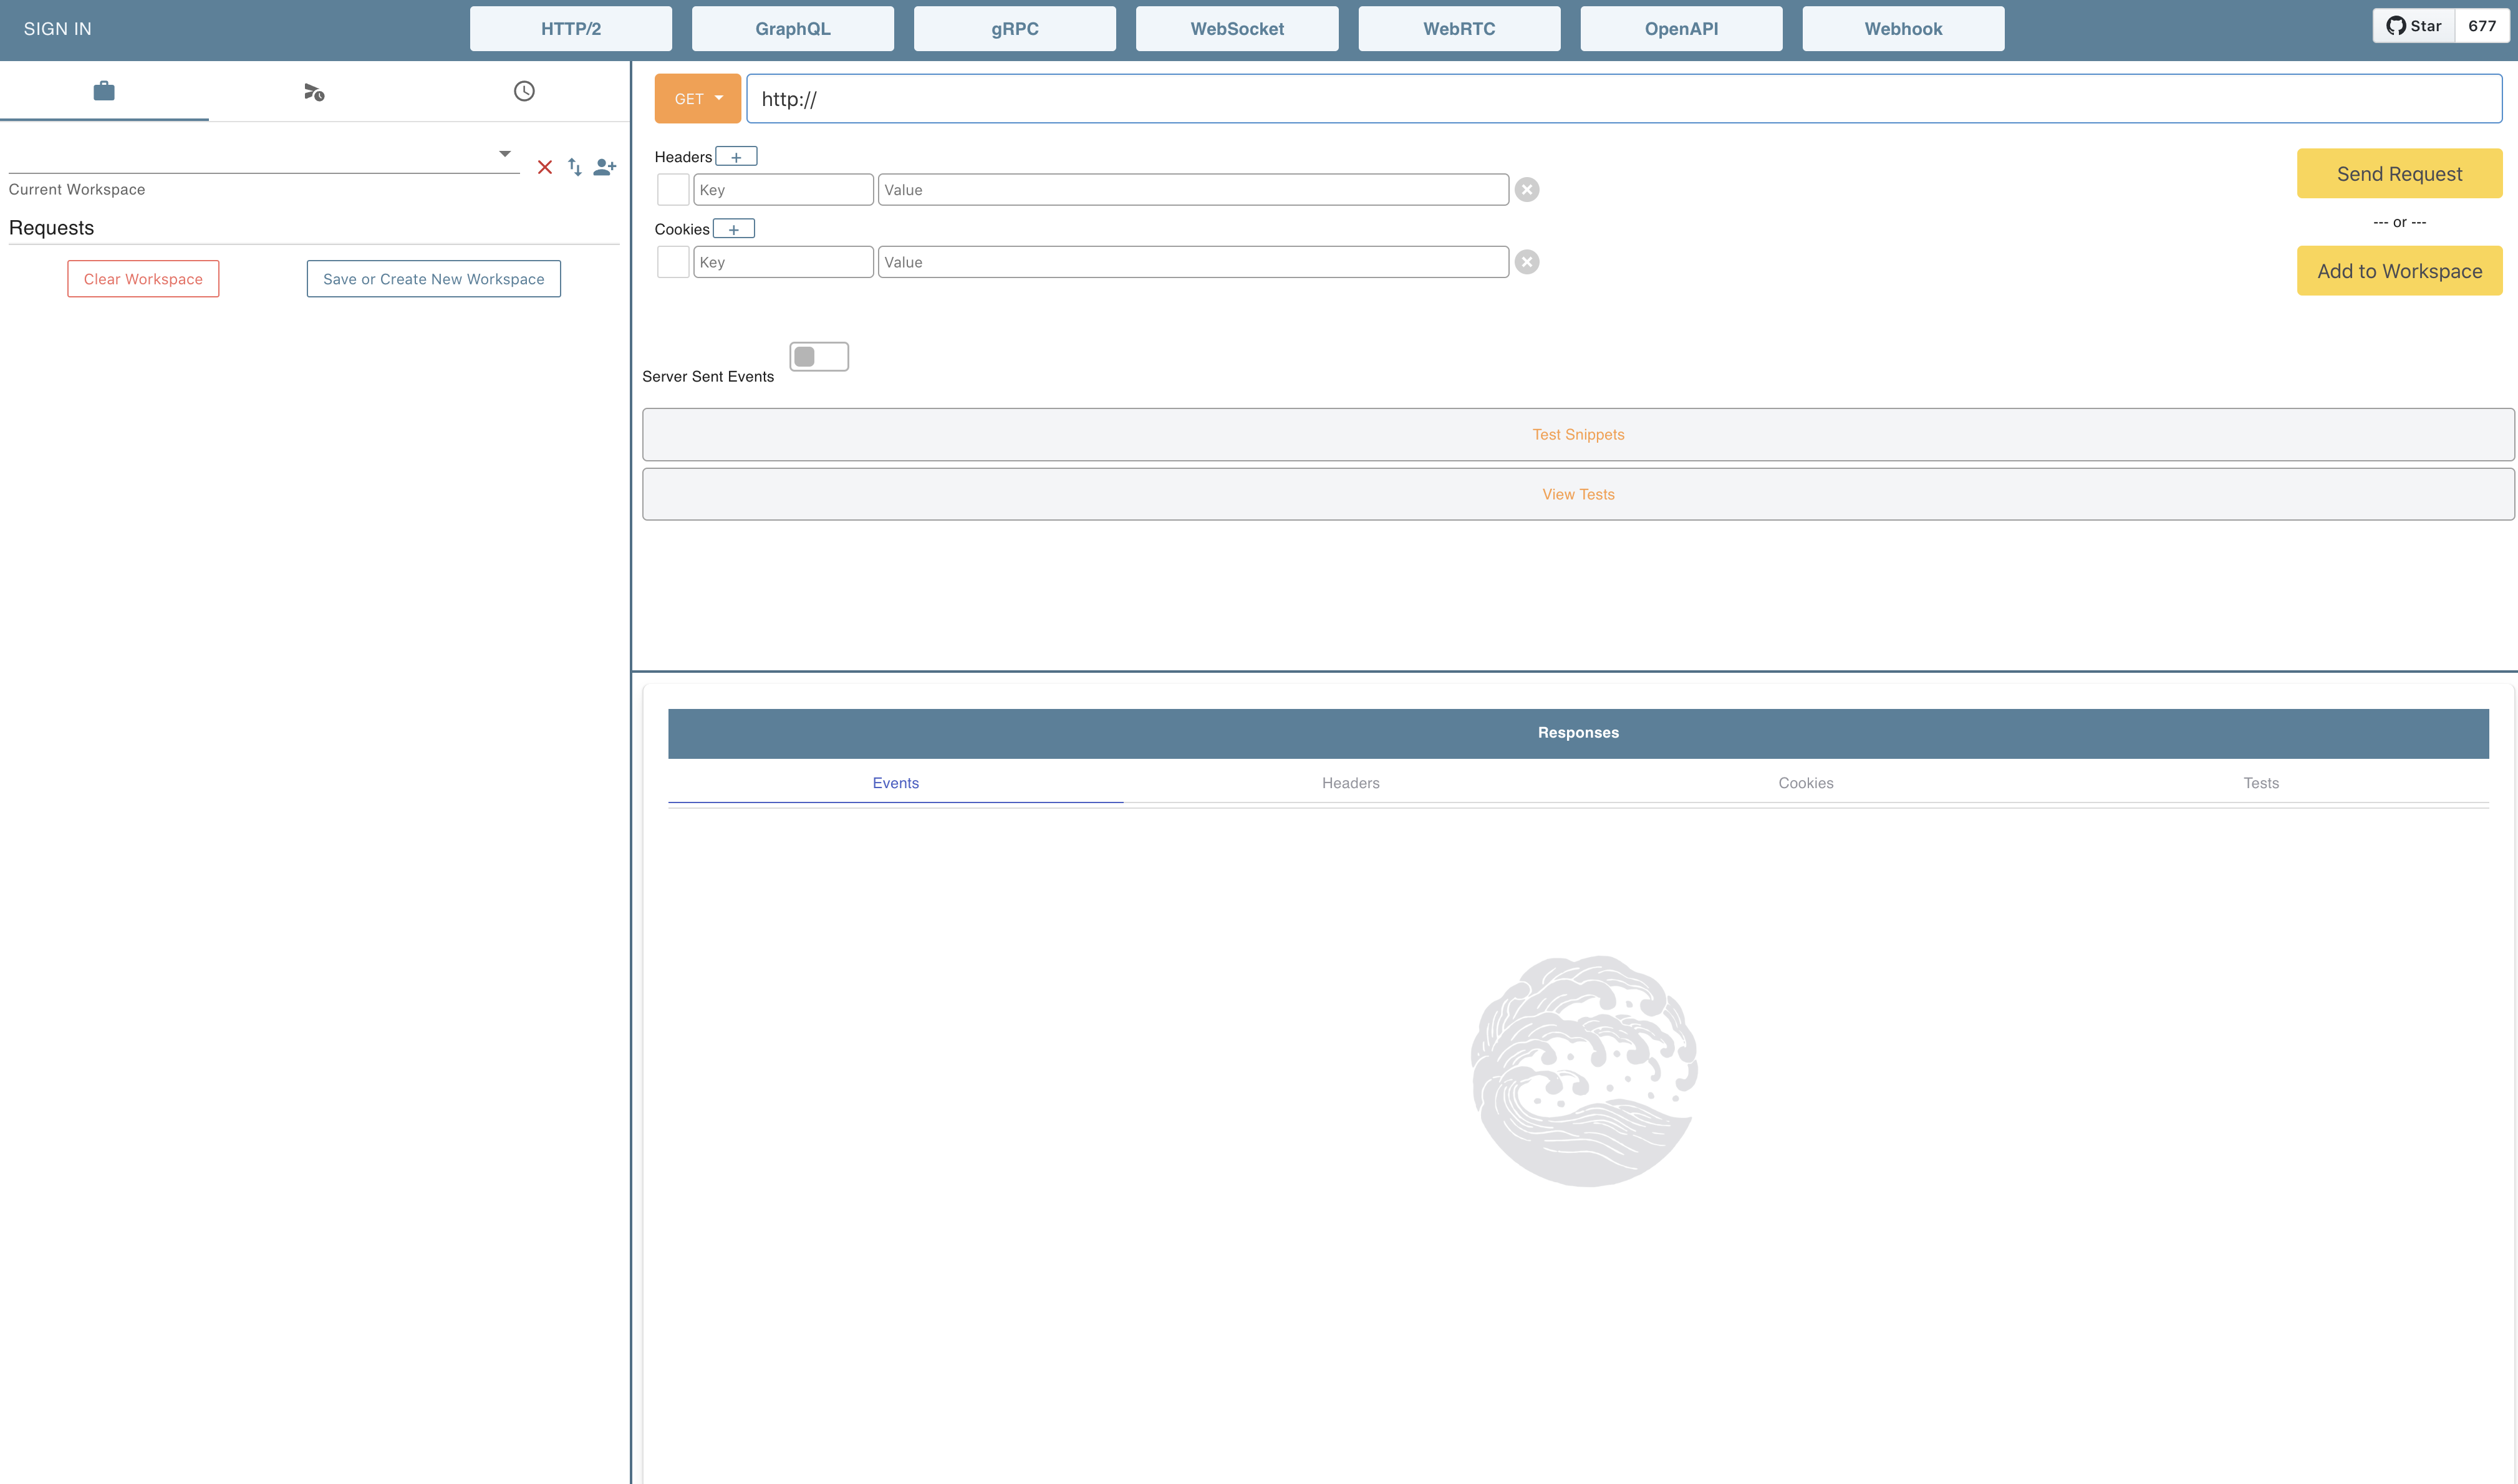 SIGN IN
HTTP/2
GraphQL
gRPC
WebSocket
WebRTC
OpenAPI
Webhook
Star
677
Current Workspace
Requests
Clear Workspace
Save or Create New Workspace
GET
http://
Headers +
Key
Value
Cookies +
Key
Value
Send Request
--- or ---
Add to Workspace
Server Sent Events
Test Snippets
View Tests
Responses
Events
Headers
Cookies
Tests